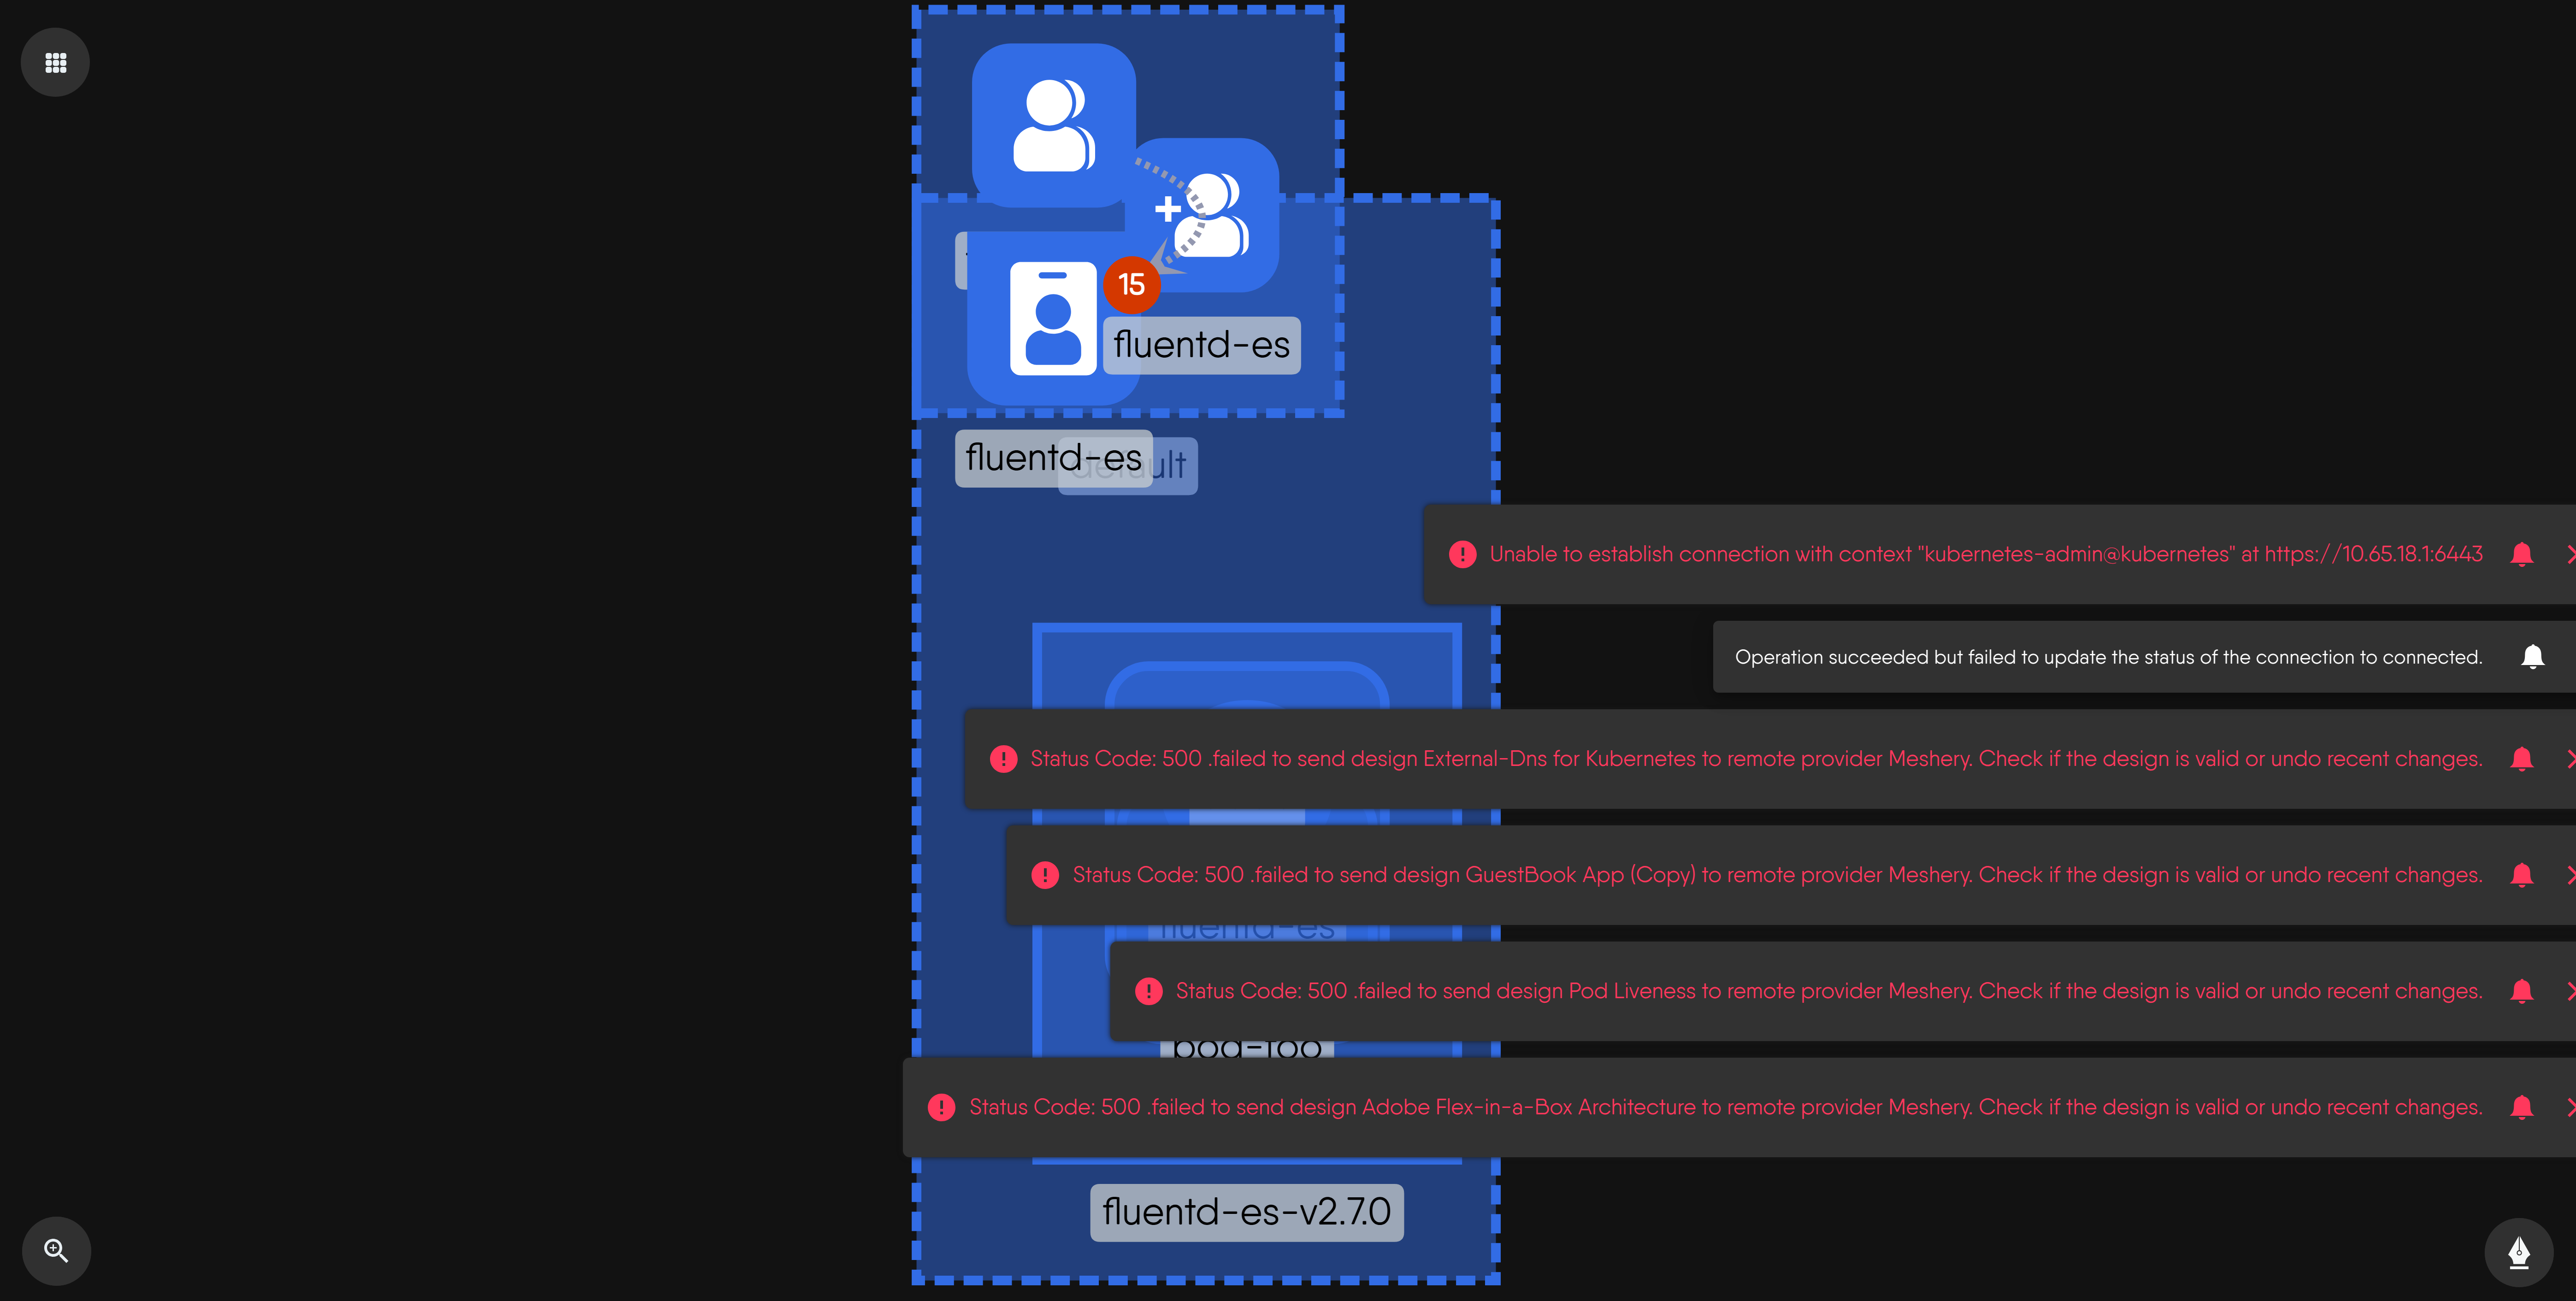 15
fluentd-es
fluentd-es
default
Unable to establish connection with context "kubernetes-admin@kubernetes" at https://10.65.18.1:6443
Operation succeeded but failed to update the status of the connection to connected.
Status Code: 500 .failed to send design External-Dns for Kubernetes to remote provider Meshery. Check if the design is valid or undo recent changes.
Status Code: 500 .failed to send design GuestBook App (Copy) to remote provider Meshery. Check if the design is valid or undo recent changes.
fluentd-es
Status Code: 500 .failed to send design Pod Liveness to remote provider Meshery. Check if the design is valid or undo recent changes.
pod-foo
Status Code: 500 .failed to send design Adobe Flex-in-a-Box Architecture to remote provider Meshery. Check if the design is valid or undo recent changes.
fluentd-es-v2.7.0